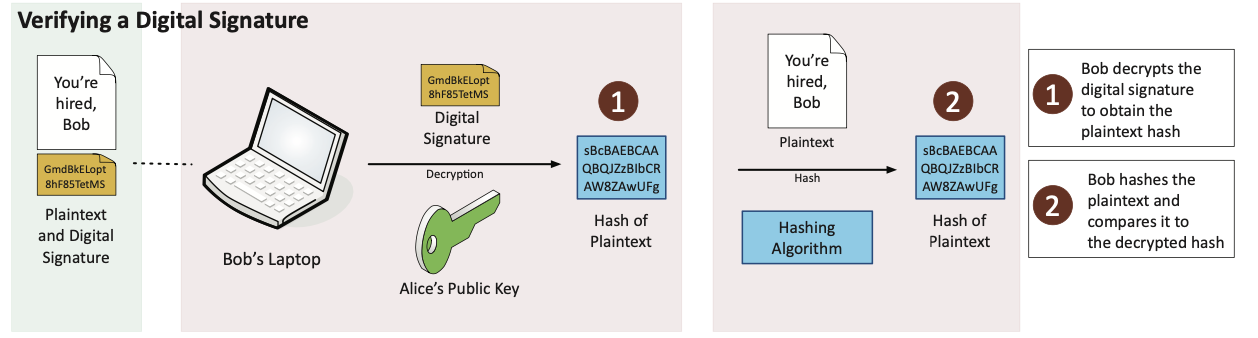 Verifying a Digital Signature
You're
hired,
Bob
GmdBkELopt
8hF85TetMS
Plaintext
and Digital
Signature
Bob's Laptop
GmdBkELopt
8hF85TetMS
Digital
Signature
Decryption
Alice's Public Key
1
sBcBAEBCAA
QBQJZzBIbCR
AW8ZAwUFg
Hash of
Plaintext
You're
hired,
Bob
Plaintext
Hash
Hashing
Algorithm
2
sBcBAEBCAA
QBQJZzBIbCR
AW8ZAwUFg
Hash of
Plaintext
1
Bob decrypts the
digital signature
to obtain the
plaintext hash
2
Bob hashes the
plaintext and
compares it to
the decrypted hash